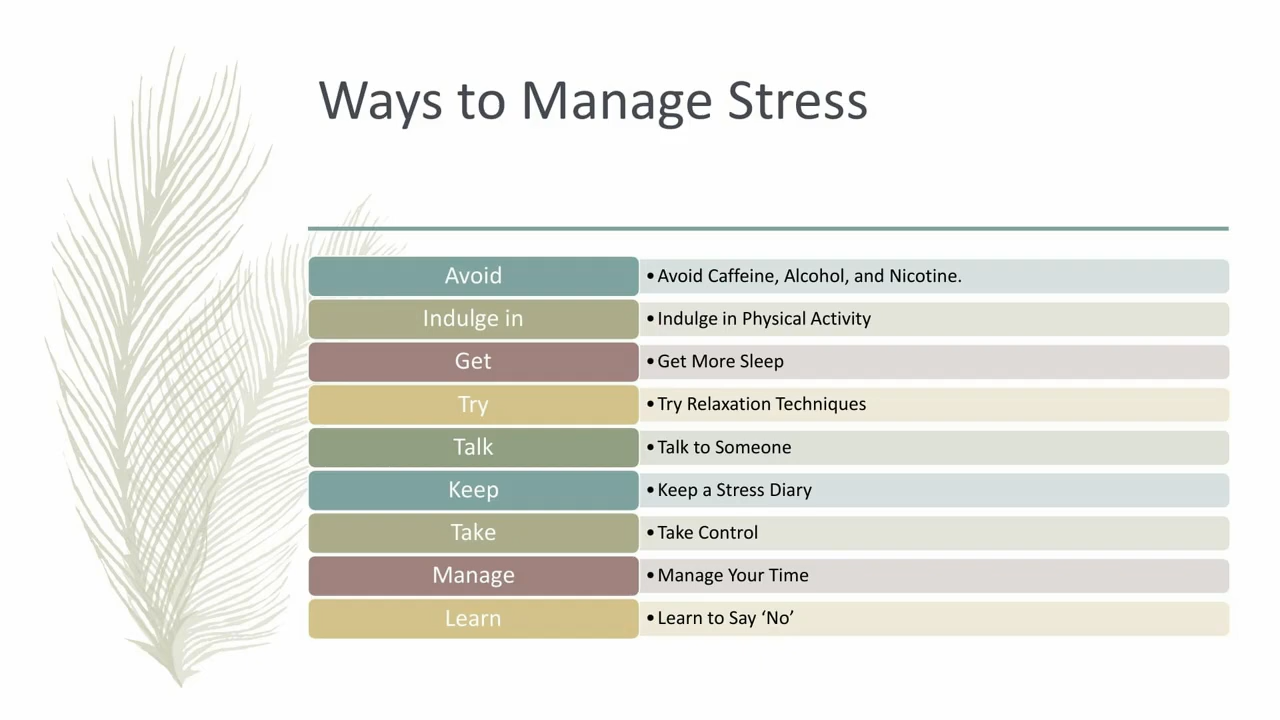 Ways to Manage Stress
Avoid
• Avoid Caffeine, Alcohol, and Nicotine.
Indulge in
• Indulge in Physical Activity
Get
• Get More Sleep
Try
• Try Relaxation Techniques
Talk
• Talk to Someone
Keep
• Keep a Stress Diary
Take
• Take Control
Manage
• Manage Your Time
Learn
• Learn to Say ‘No’